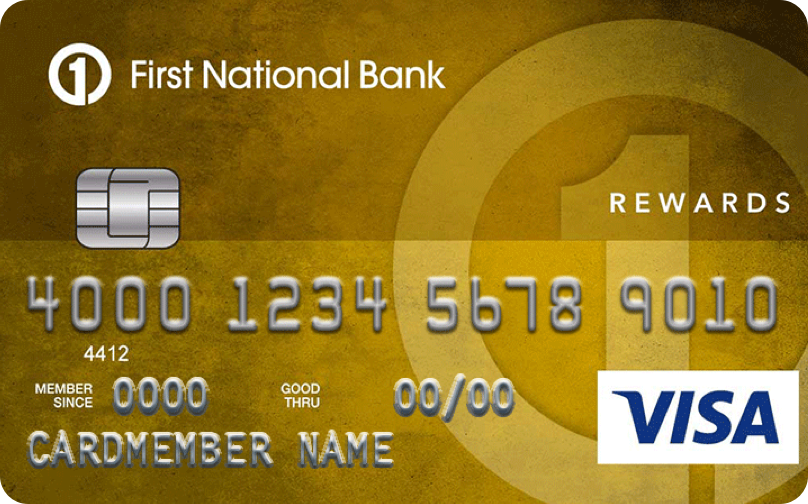 1 First National Bank
REWARDS
4000 1234 5678 9010
4412
MEMBER SINCE 0000 GOOD THRU 00/00
CARDMEMBER NAME
VISA